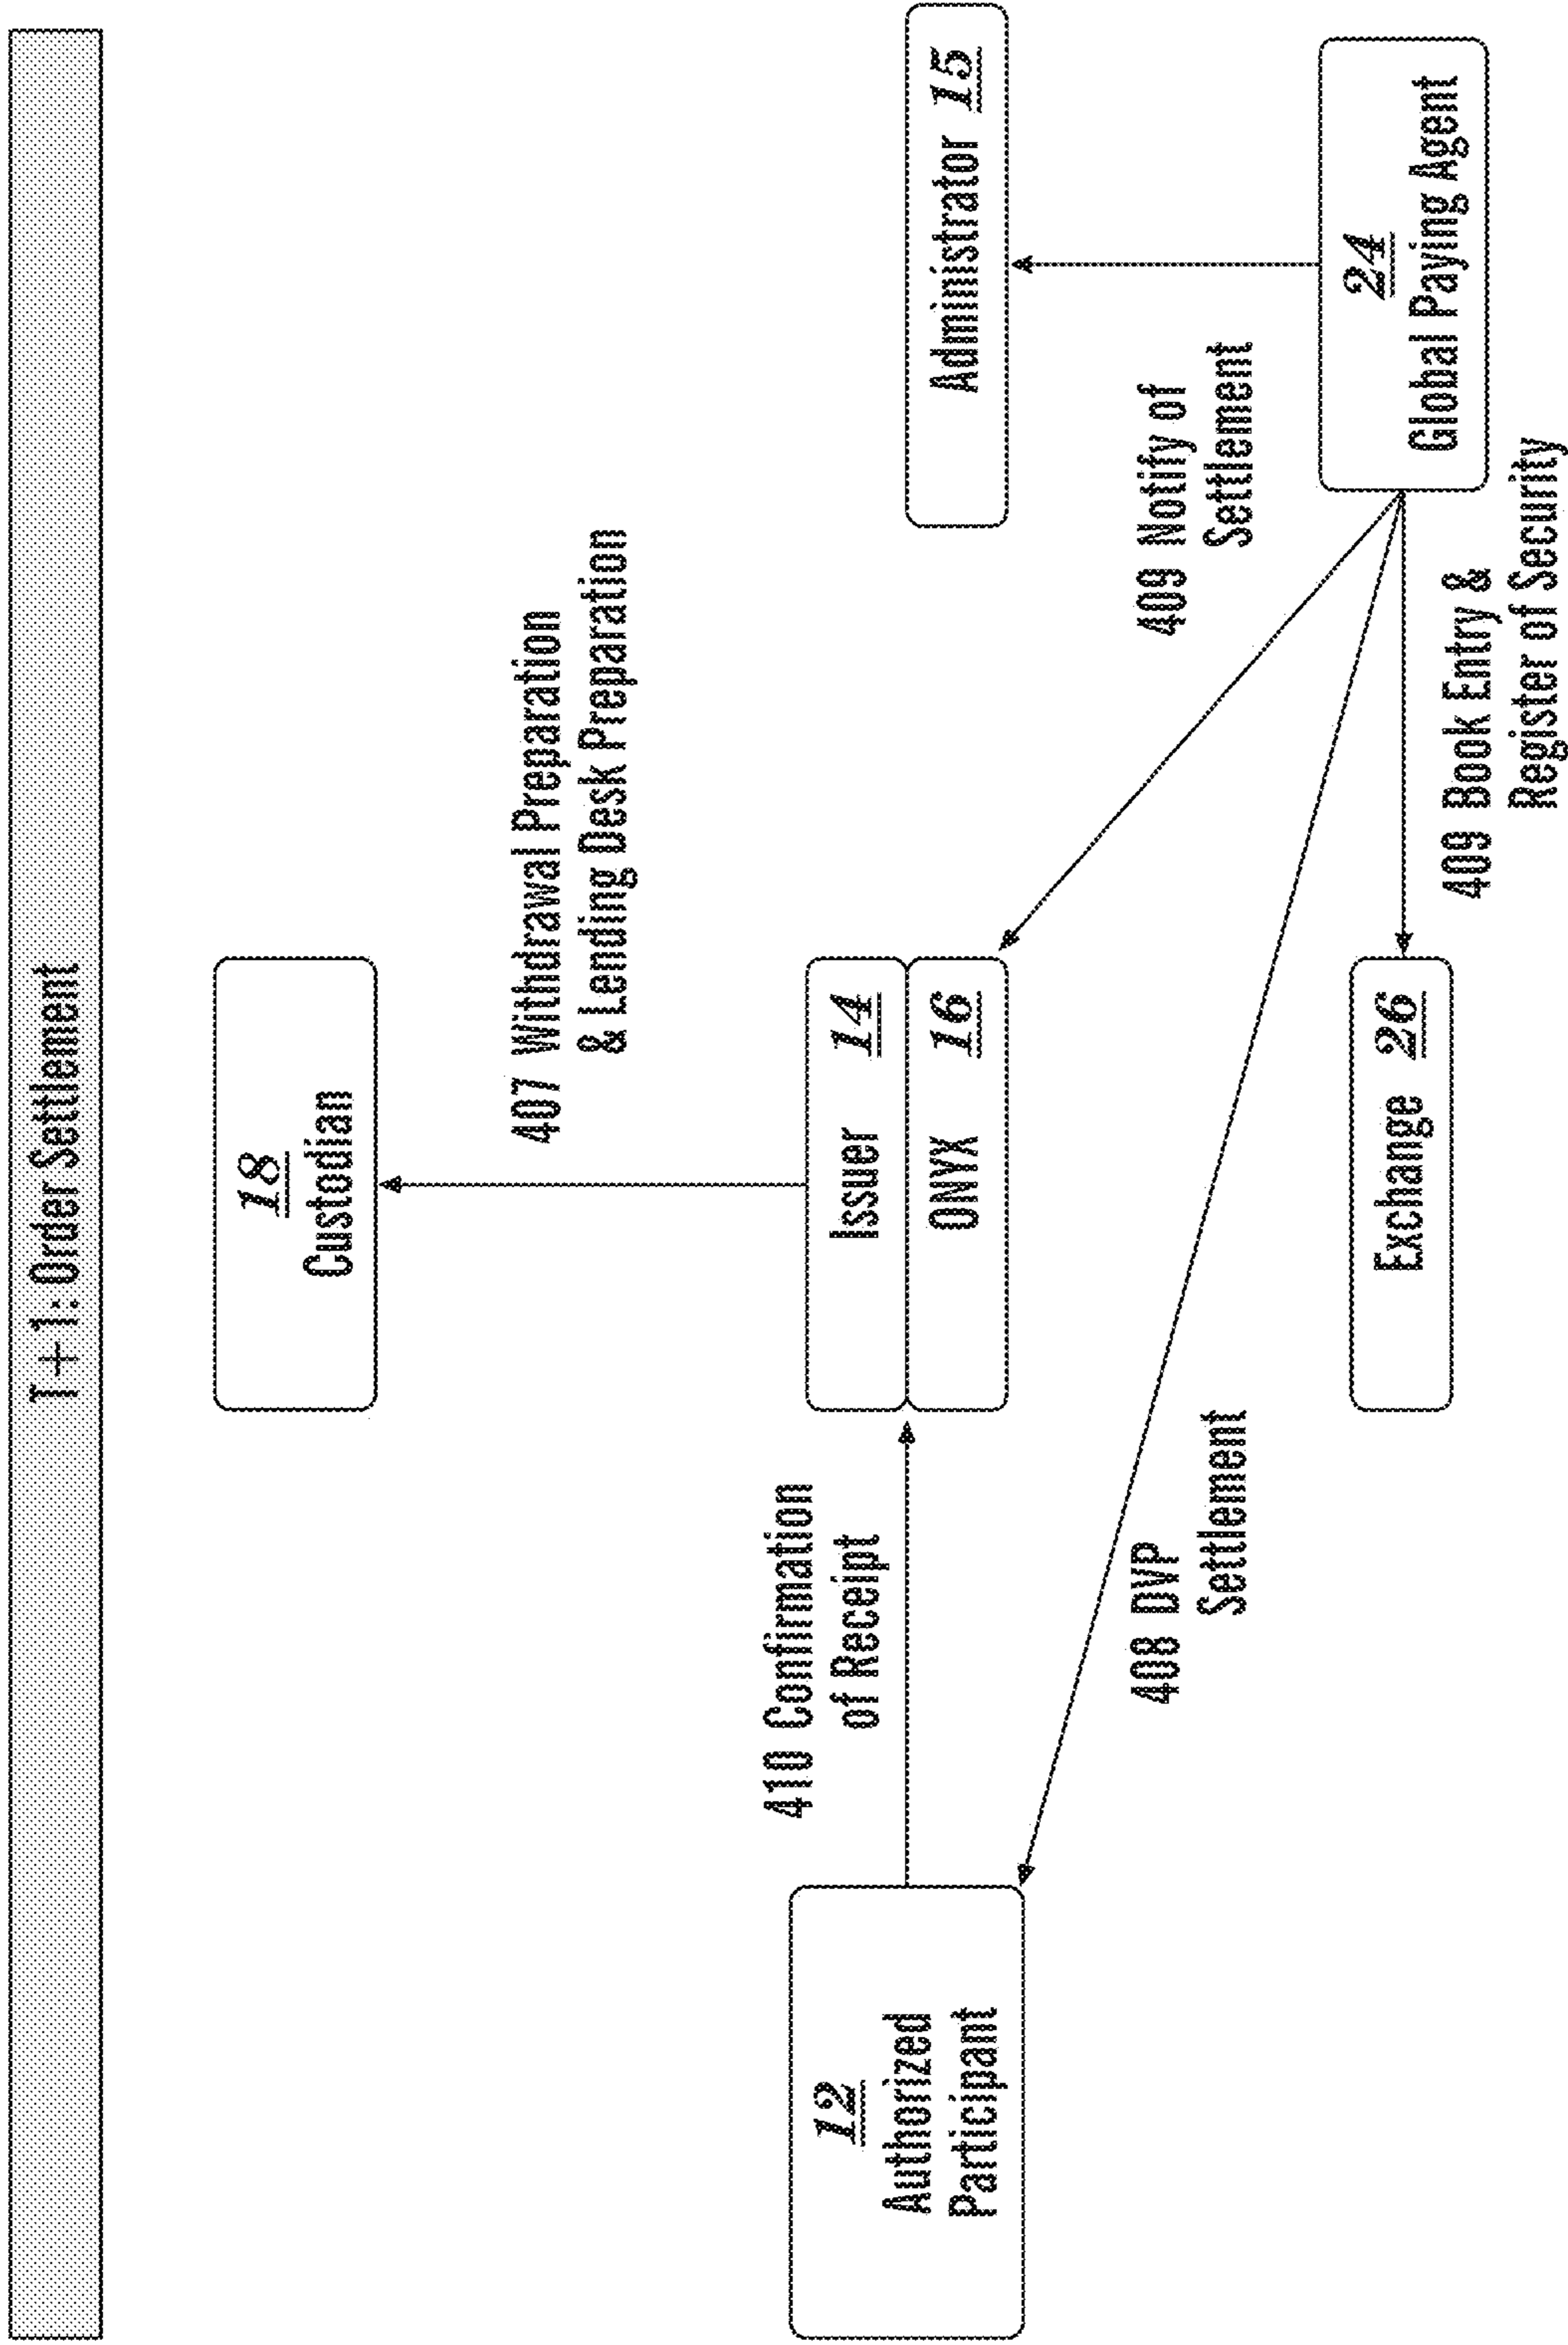 T+1: Order Settlement
18
Custodian
407 Withdrawal Preparation
& Lending Desk Preparation
410 Confirmation
of Receipt
Issuer 14
ONYX 16
12
Authorized
Participant
Administrator 15
408 DVP
Settlement
409 Notify of
Settlement
Exchange 26
24
Global Paying Agent
409 Book Entry &
Register of Security